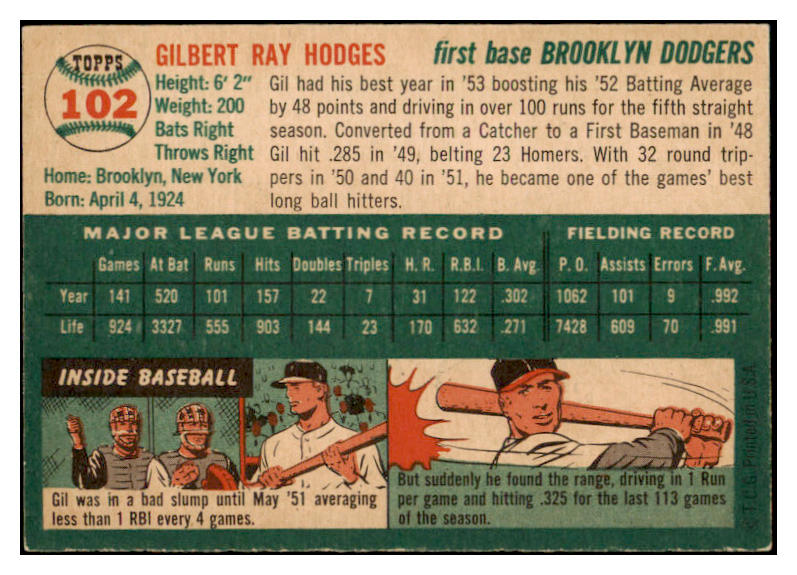 TOPPS
102
GILBERT RAY HODGES
first base BROOKLYN DODGERS
Height: 6' 2"
Weight: 200
Bats Right
Throws Right
Home: Brooklyn, New York
Born: April 4, 1924
Gil had his best year in '53 boosting his '52 Batting Average
by 48 points and driving in over 100 runs for the fifth straight
season. Converted from a Catcher to a First Baseman in '48
Gil hit .285 in '49, belting 23 Homers. With 32 round trip-
pers in '50 and 40 in '51, he became one of the games' best
long ball hitters.
MAJOR LEAGUE BATTING RECORD FIELDING RECORD
Games At Bat Runs Hits Doubles Triples H. R. R.B.I. B. Avg. P. O. Assists Errors F. Avg.
Year 141 520 101 157 22 7 31 122 .302 1062 101 9 .992
Life 924 3327 555 903 144 23 170 632 .271 7428 609 70 .991
INSIDE BASEBALL
Gil was in a bad slump until May '51 averaging
less than 1 RBI every 4 games.
But suddenly he found the range, driving in 1 Run
per game and hitting .325 for the last 113 games
of the season.
© T.C.G. Printed in U.S.A.